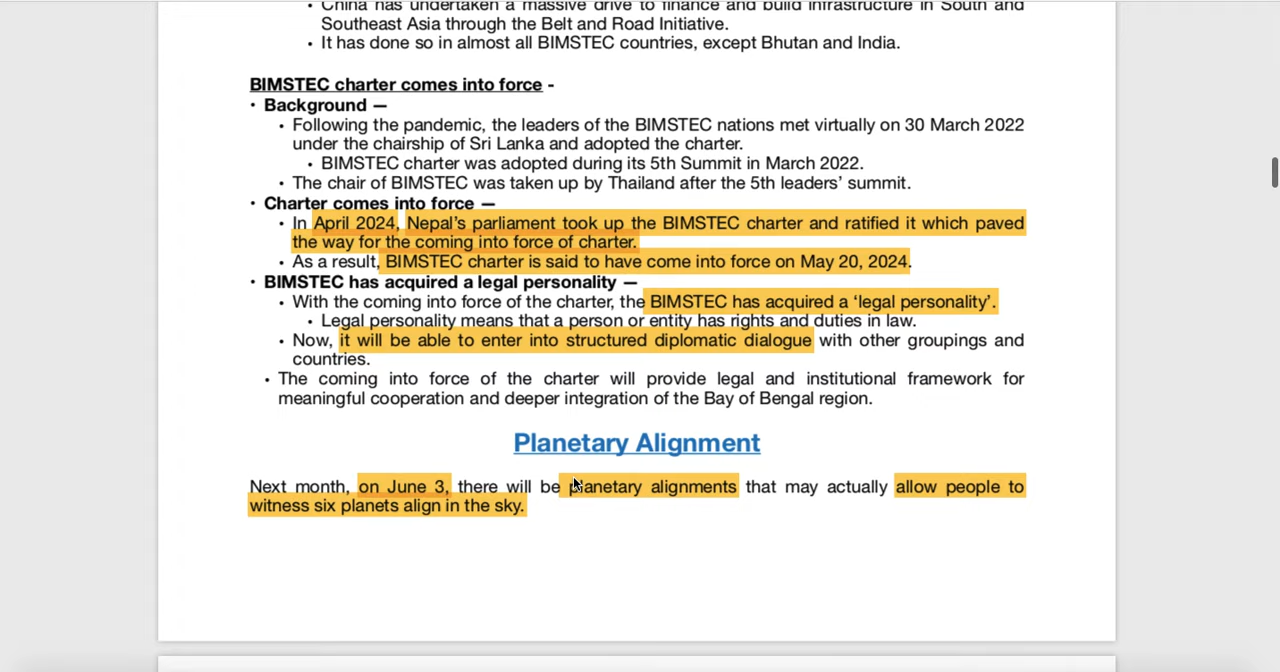 • China has undertaken a massive drive to finance and build infrastructure in South and
Southeast Asia through the Belt and Road Initiative.
• It has done so in almost all BIMSTEC countries, except Bhutan and India.
BIMSTEC charter comes into force -
• Background —
• Following the pandemic, the leaders of the BIMSTEC nations met virtually on 30 March 2022
under the chairship of Sri Lanka and adopted the charter.
• BIMSTEC charter was adopted during its 5th Summit in March 2022.
• The chair of BIMSTEC was taken up by Thailand after the 5th leaders’ summit.
• Charter comes into force —
• In April 2024, Nepal’s parliament took up the BIMSTEC charter and ratified it which paved
the way for the coming into force of charter.
• As a result, BIMSTEC charter is said to have come into force on May 20, 2024.
• BIMSTEC has acquired a legal personality —
• With the coming into force of the charter, the BIMSTEC has acquired a ‘legal personality’.
• Legal personality means that a person or entity has rights and duties in law.
• Now, it will be able to enter into structured diplomatic dialogue with other groupings and
countries.
• The coming into force of the charter will provide legal and institutional framework for
meaningful cooperation and deeper integration of the Bay of Bengal region.
Planetary Alignment
Next month, on June 3, there will be planetary alignments that may actually allow people to
witness six planets align in the sky.